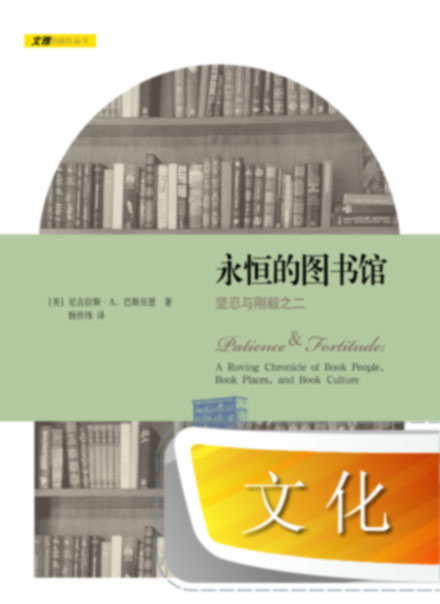 文雅
永恒的图书馆
坚忍与刚毅之二
[美] 尼古拉斯·A. 巴斯贝恩 著
杨传纬 译
Patience & Fortitude:
A Roving Chronicle of Book People,
Book Places, and Book Culture
文化